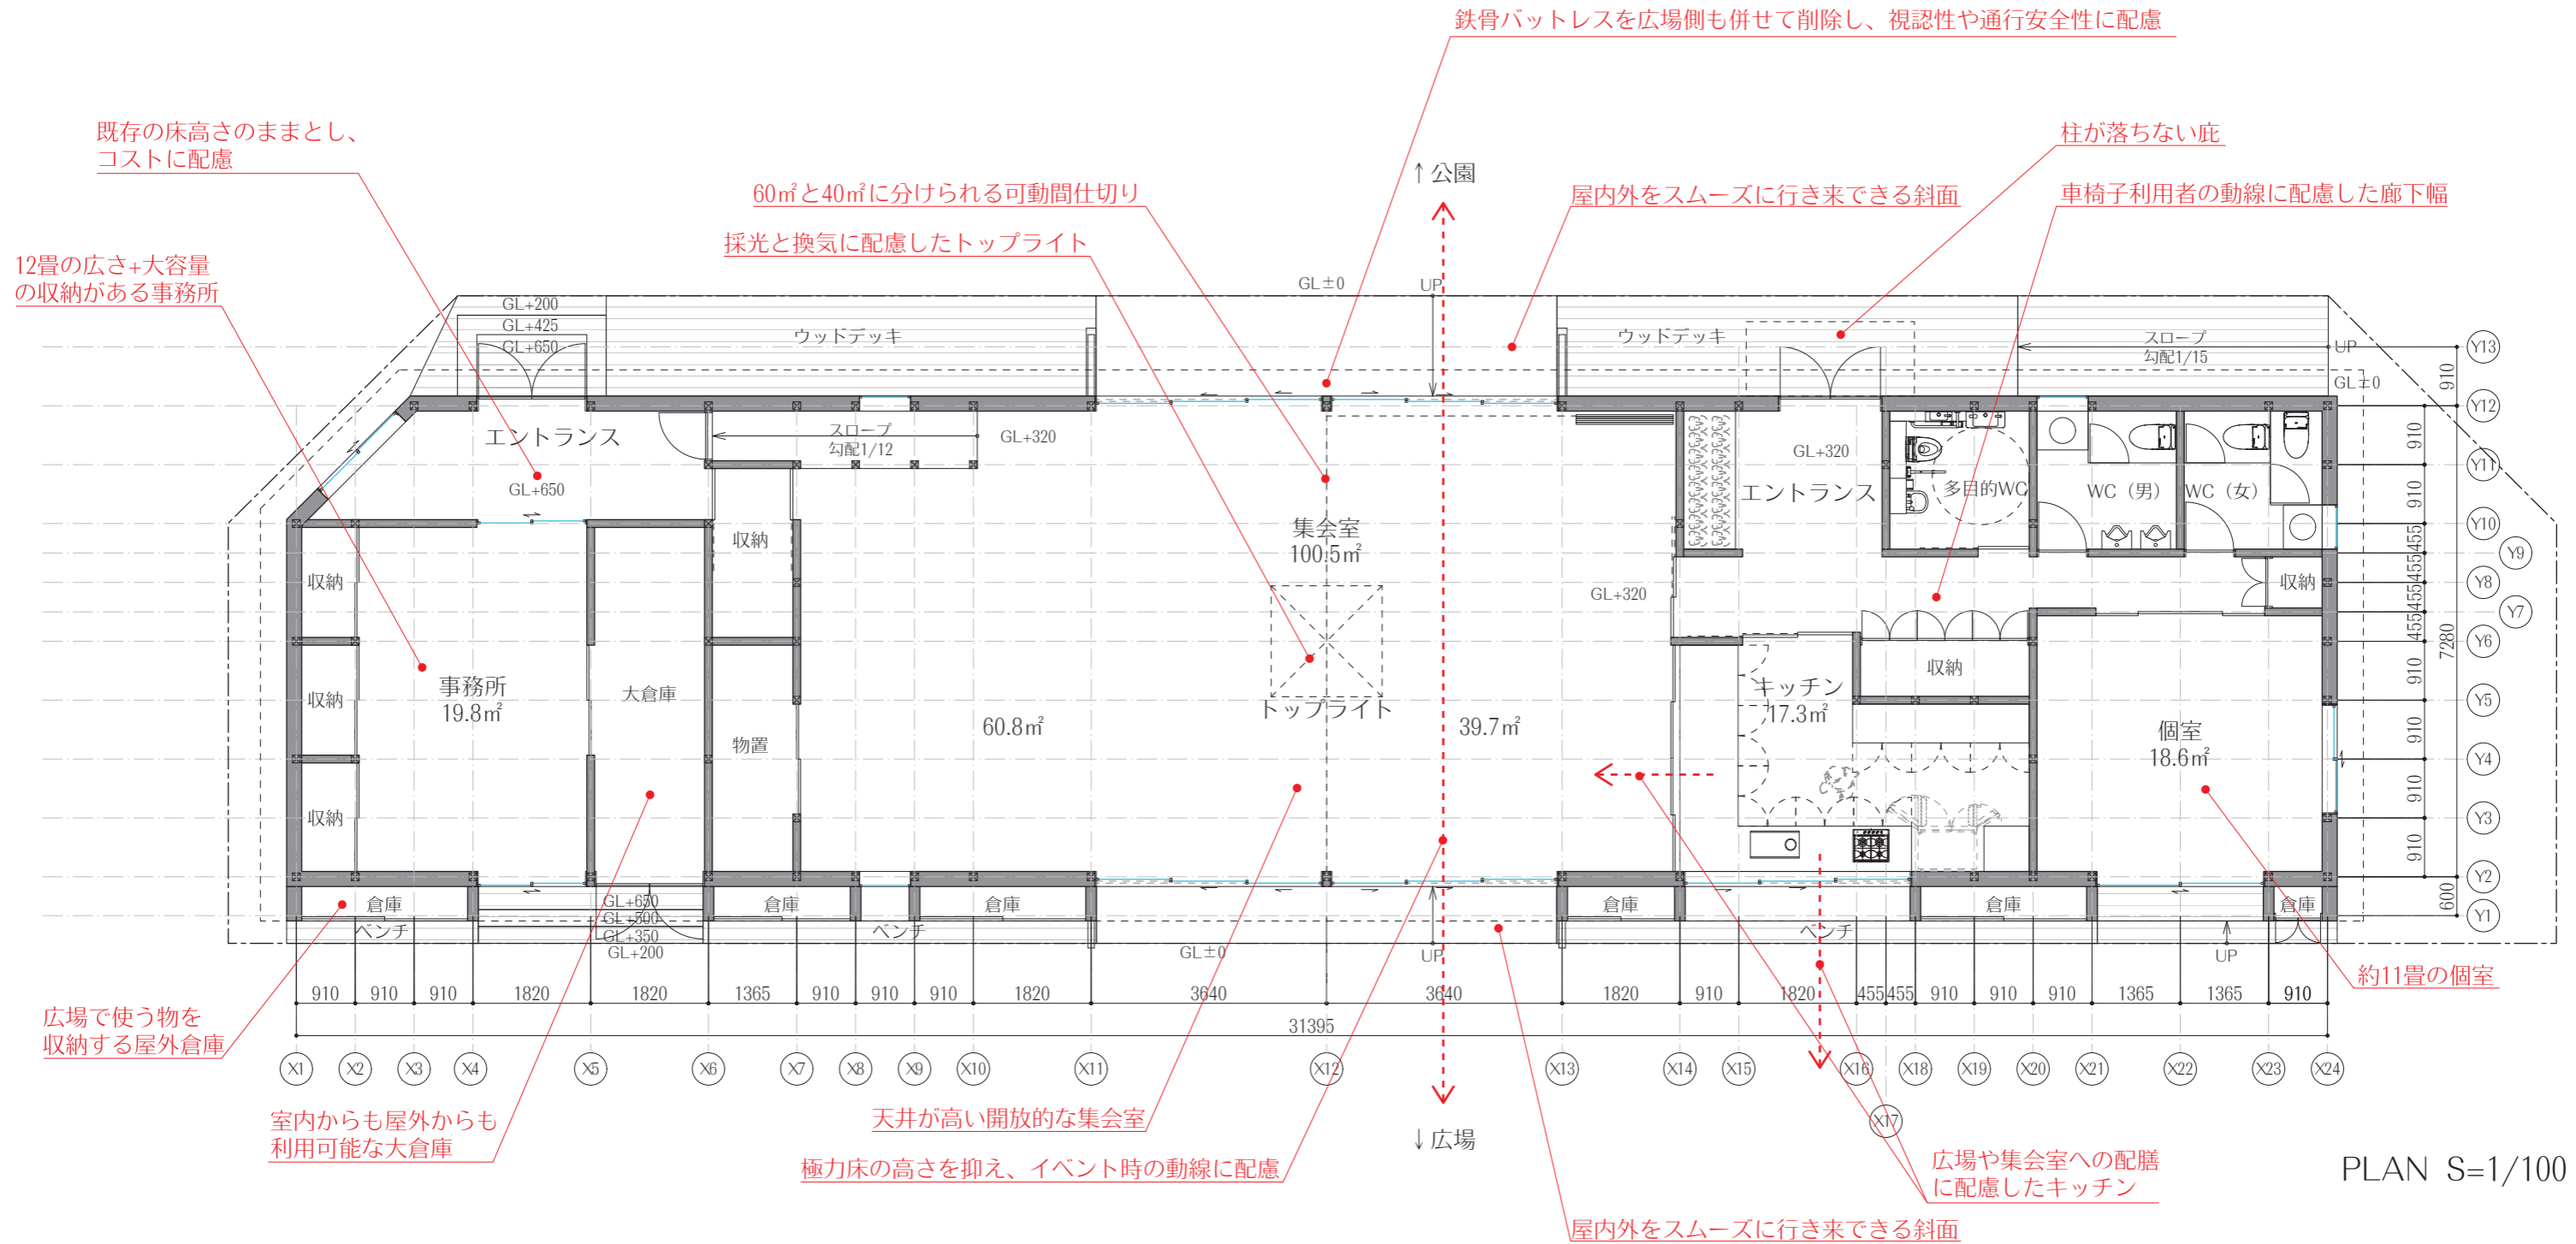 鉄骨バットレスを広場側も併せて削除し、視認性や通行安全性に配慮
既存の床高さのままとし、
コストに配慮
柱が落ちない庇
↑公園
60㎡と40㎡に分けられる可動間仕切り
屋内外をスムーズに行き来できる斜面
車椅子利用者の動線に配慮した廊下幅
採光と換気に配慮したトップライト
12畳の広さ+大容量
の収納がある事務所
GL±0
UP
GL+200
GL+425
GL+650
ウッドデッキ
ウッドデッキ
スロープ
勾配1/15
UP
GL±0
Y13
910
Y12
エントランス
スロープ
勾配1/12
GL+320
GL+320
910
Y11
GL+650
エントランス
多目的WC
WC（男）
WC（女）
910
Y10
収納
集会室
100.5㎡
455
Y9
収納
GL+320
収納
455
Y8
455
Y7
455
Y6
7280
収納
事務所
19.8㎡
大倉庫
トップライト
キッチン
17.3㎡
収納
910
Y5
60.8㎡
39.7㎡
個室
18.6㎡
物置
910
Y4
収納
910
Y3
910
Y2
倉庫
GL+650
GL+500
GL+350
GL+200
倉庫
倉庫
倉庫
倉庫
倉庫
600
Y1
ベンチ
ベンチ
GL±0
UP
ベンチ
UP
910 910 910 1820 1820 1365 910 910 910 1820 3640 3640 1820 910 1820 455 455 910 910 910 1365 1365 910
約11畳の個室
31395
広場で使う物を
収納する屋外倉庫
X1 X2 X3 X4 X5 X6 X7 X8 X9 X10 X11 X12 X13 X14 X15 X16 X18 X19 X20 X21 X22 X23 X24
X17
室内からも屋外からも
利用可能な大倉庫
天井が高い開放的な集会室
↓広場
極力床の高さを抑え、イベント時の動線に配慮
広場や集会室への配膳
に配慮したキッチン
PLAN S=1/100
屋内外をスムーズに行き来できる斜面